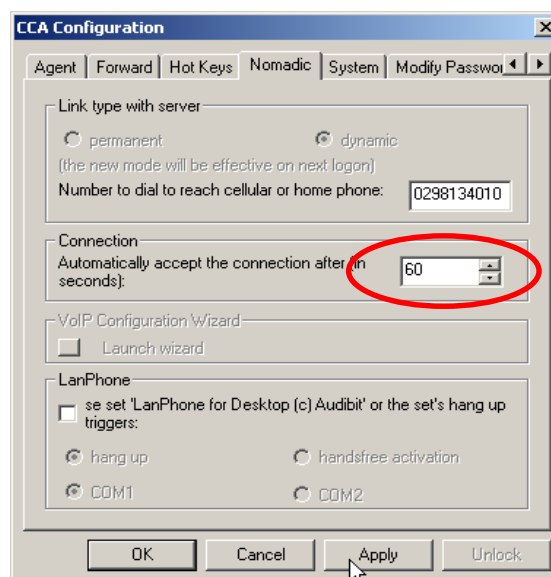 CCA Configuration
Agent Forward Hot Keys Nomadic System Modify Passwo
Link type with server
permanent dynamic
(the new mode will be effective on next logon)
Number to dial to reach cellular or home phone: 0298134010
Connection
Automatically accept the connection after (in
seconds): 60
VoIP Configuration Wizard
Launch wizard
LanPhone
se set 'LanPhone for Desktop (c) Audibit' or the set's hang up
triggers:
hang up handsfree activation
COM1 COM2
OK Cancel Apply Unlock